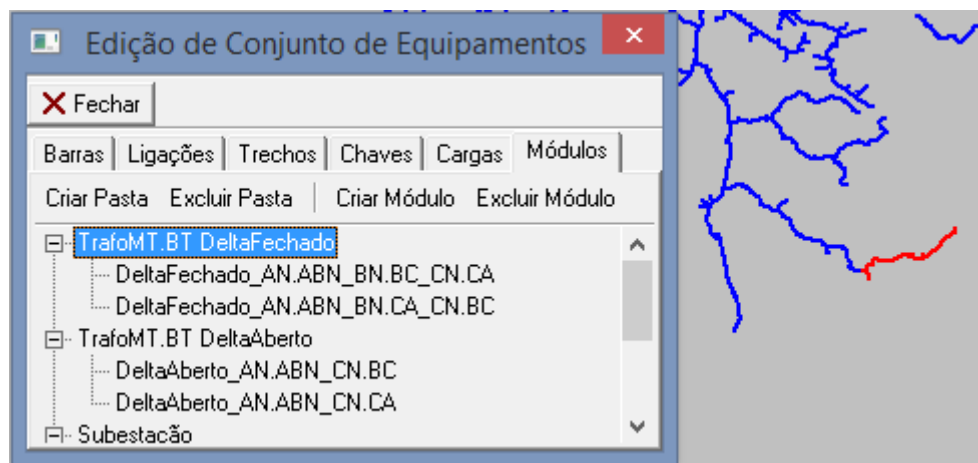 Edição de Conjunto de Equipamentos
Fechar
Barras Ligações Trechos Chaves Cargas Módulos
Criar Pasta Excluir Pasta Criar Módulo Excluir Módulo
TrafoMT.BT DeltaFechado
DeltaFechado_AN.ABN_BN.BC_CN.CA
DeltaFechado_AN.ABN_BN.CA_CN.BC
TrafoMT.BT DeltaAberto
DeltaAberto_AN.ABN_CN.BC
DeltaAberto_AN.ABN_CN.CA
Subestação